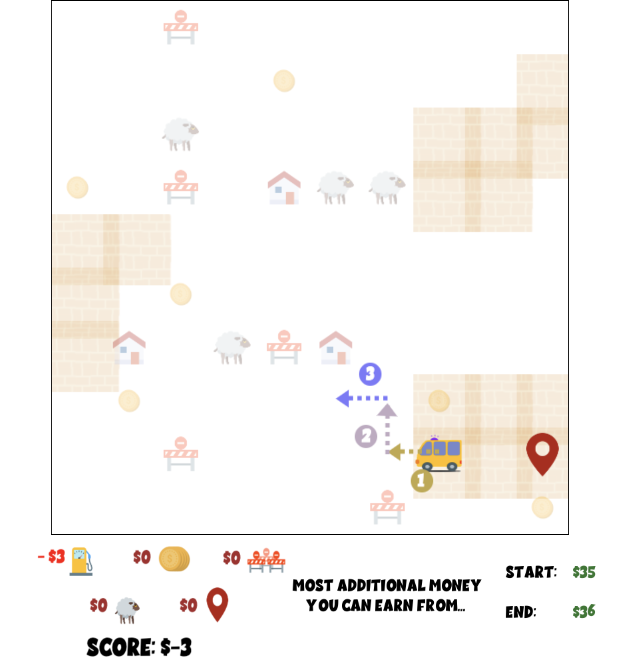 3
2
1
- $3 $0 $0
$0 $0
SCORE: $-3
MOST ADDITIONAL MONEY
YOU CAN EARN FROM...
START: $35
END: $36